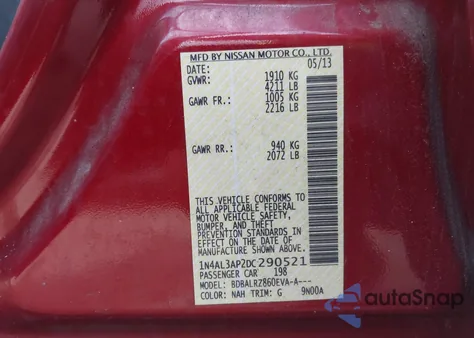 MFD BY NISSAN MOTOR CO., LTD.
DATE: 05/13
GVWR: 1910 KG
4211 LB
GAWR FR.: 1005 KG
2216 LB
GAWR RR.: 940 KG
2072 LB
THIS VEHICLE CONFORMS TO
ALL APPLICABLE FEDERAL
MOTOR VEHICLE SAFETY,
BUMPER, AND THEFT
PREVENTION STANDARDS IN
EFFECT ON THE DATE OF
MANUFACTURE SHOWN ABOVE.
1N4AL3AP2DC290521
PASSENGER CAR 198
MODEL: BDBALRZ860EVA-A---
COLOR: NAH TRIM: G 9N00A
autoSnap